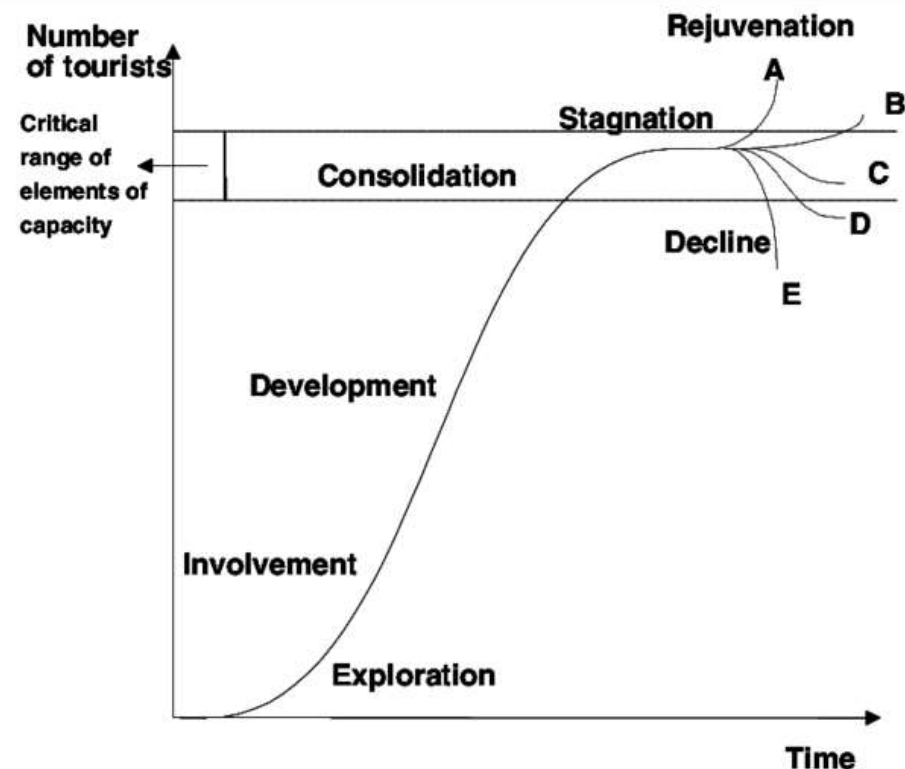 Number
of tourists
Rejuvenation
A
B
Critical
range of
elements of
capacity
Stagnation
Consolidation
C
D
Decline
E
Development
Involvement
Exploration
Time